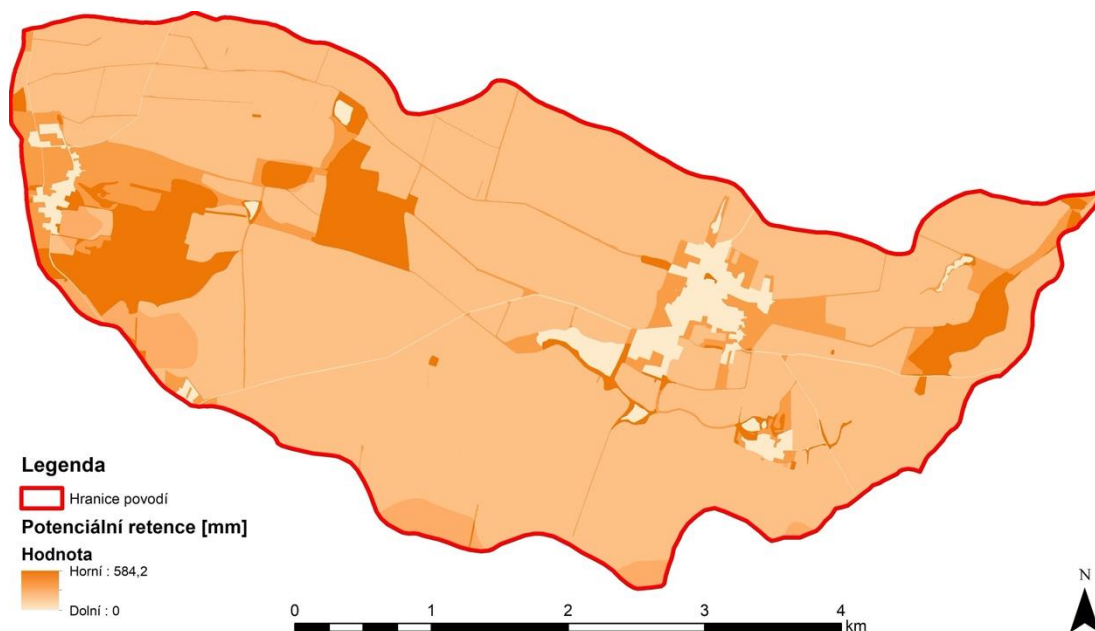 Legenda
Hranice povodí
Potenciální retence [mm]
Hodnota
Horní : 584,2
Dolní : 0
0 1 2 3 4
km
N